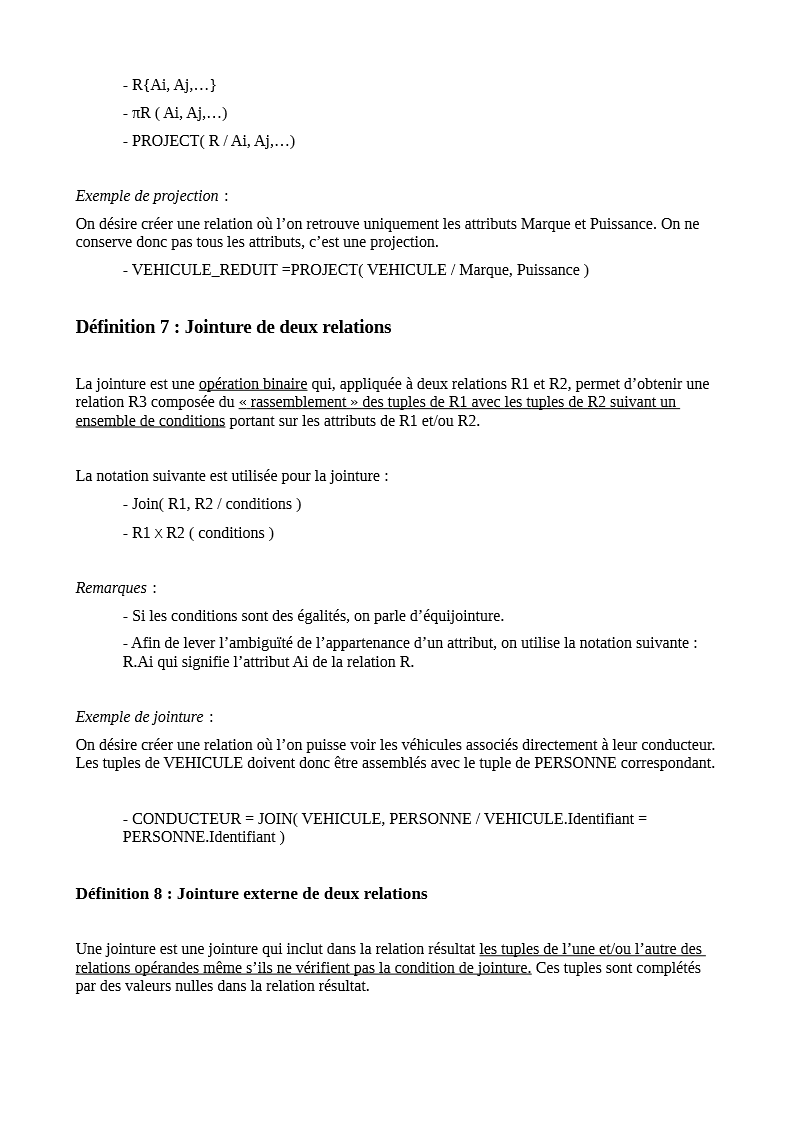 - R{Ai, Aj,…}
- πR ( Ai, Aj,…)
- PROJECT( R / Ai, Aj,…)
Exemple de projection :
On désire créer une relation où l’on retrouve uniquement les attributs Marque et Puissance. On ne
conserve donc pas tous les attributs, c’est une projection.
- VEHICULE_REDUIT =PROJECT( VEHICULE / Marque, Puissance )
Définition 7 : Jointure de deux relations
La jointure est une opération binaire qui, appliquée à deux relations R1 et R2, permet d’obtenir une
relation R3 composée du « rassemblement » des tuples de R1 avec les tuples de R2 suivant un
ensemble de conditions portant sur les attributs de R1 et/ou R2.
La notation suivante est utilisée pour la jointure :
- Join( R1, R2 / conditions )
- R1 X R2 ( conditions )
Remarques :
- Si les conditions sont des égalités, on parle d’équijointure.
- Afin de lever l’ambiguïté de l’appartenance d’un attribut, on utilise la notation suivante :
R.Ai qui signifie l’attribut Ai de la relation R.
Exemple de jointure :
On désire créer une relation où l’on puisse voir les véhicules associés directement à leur conducteur.
Les tuples de VEHICULE doivent donc être assemblés avec le tuple de PERSONNE correspondant.
- CONDUCTEUR = JOIN( VEHICULE, PERSONNE / VEHICULE.Identifiant =
PERSONNE.Identifiant )
Définition 8 : Jointure externe de deux relations
Une jointure est une jointure qui inclut dans la relation résultat les tuples de l’une et/ou l’autre des
relations opérandes même s’ils ne vérifient pas la condition de jointure. Ces tuples sont complétés
par des valeurs nulles dans la relation résultat.